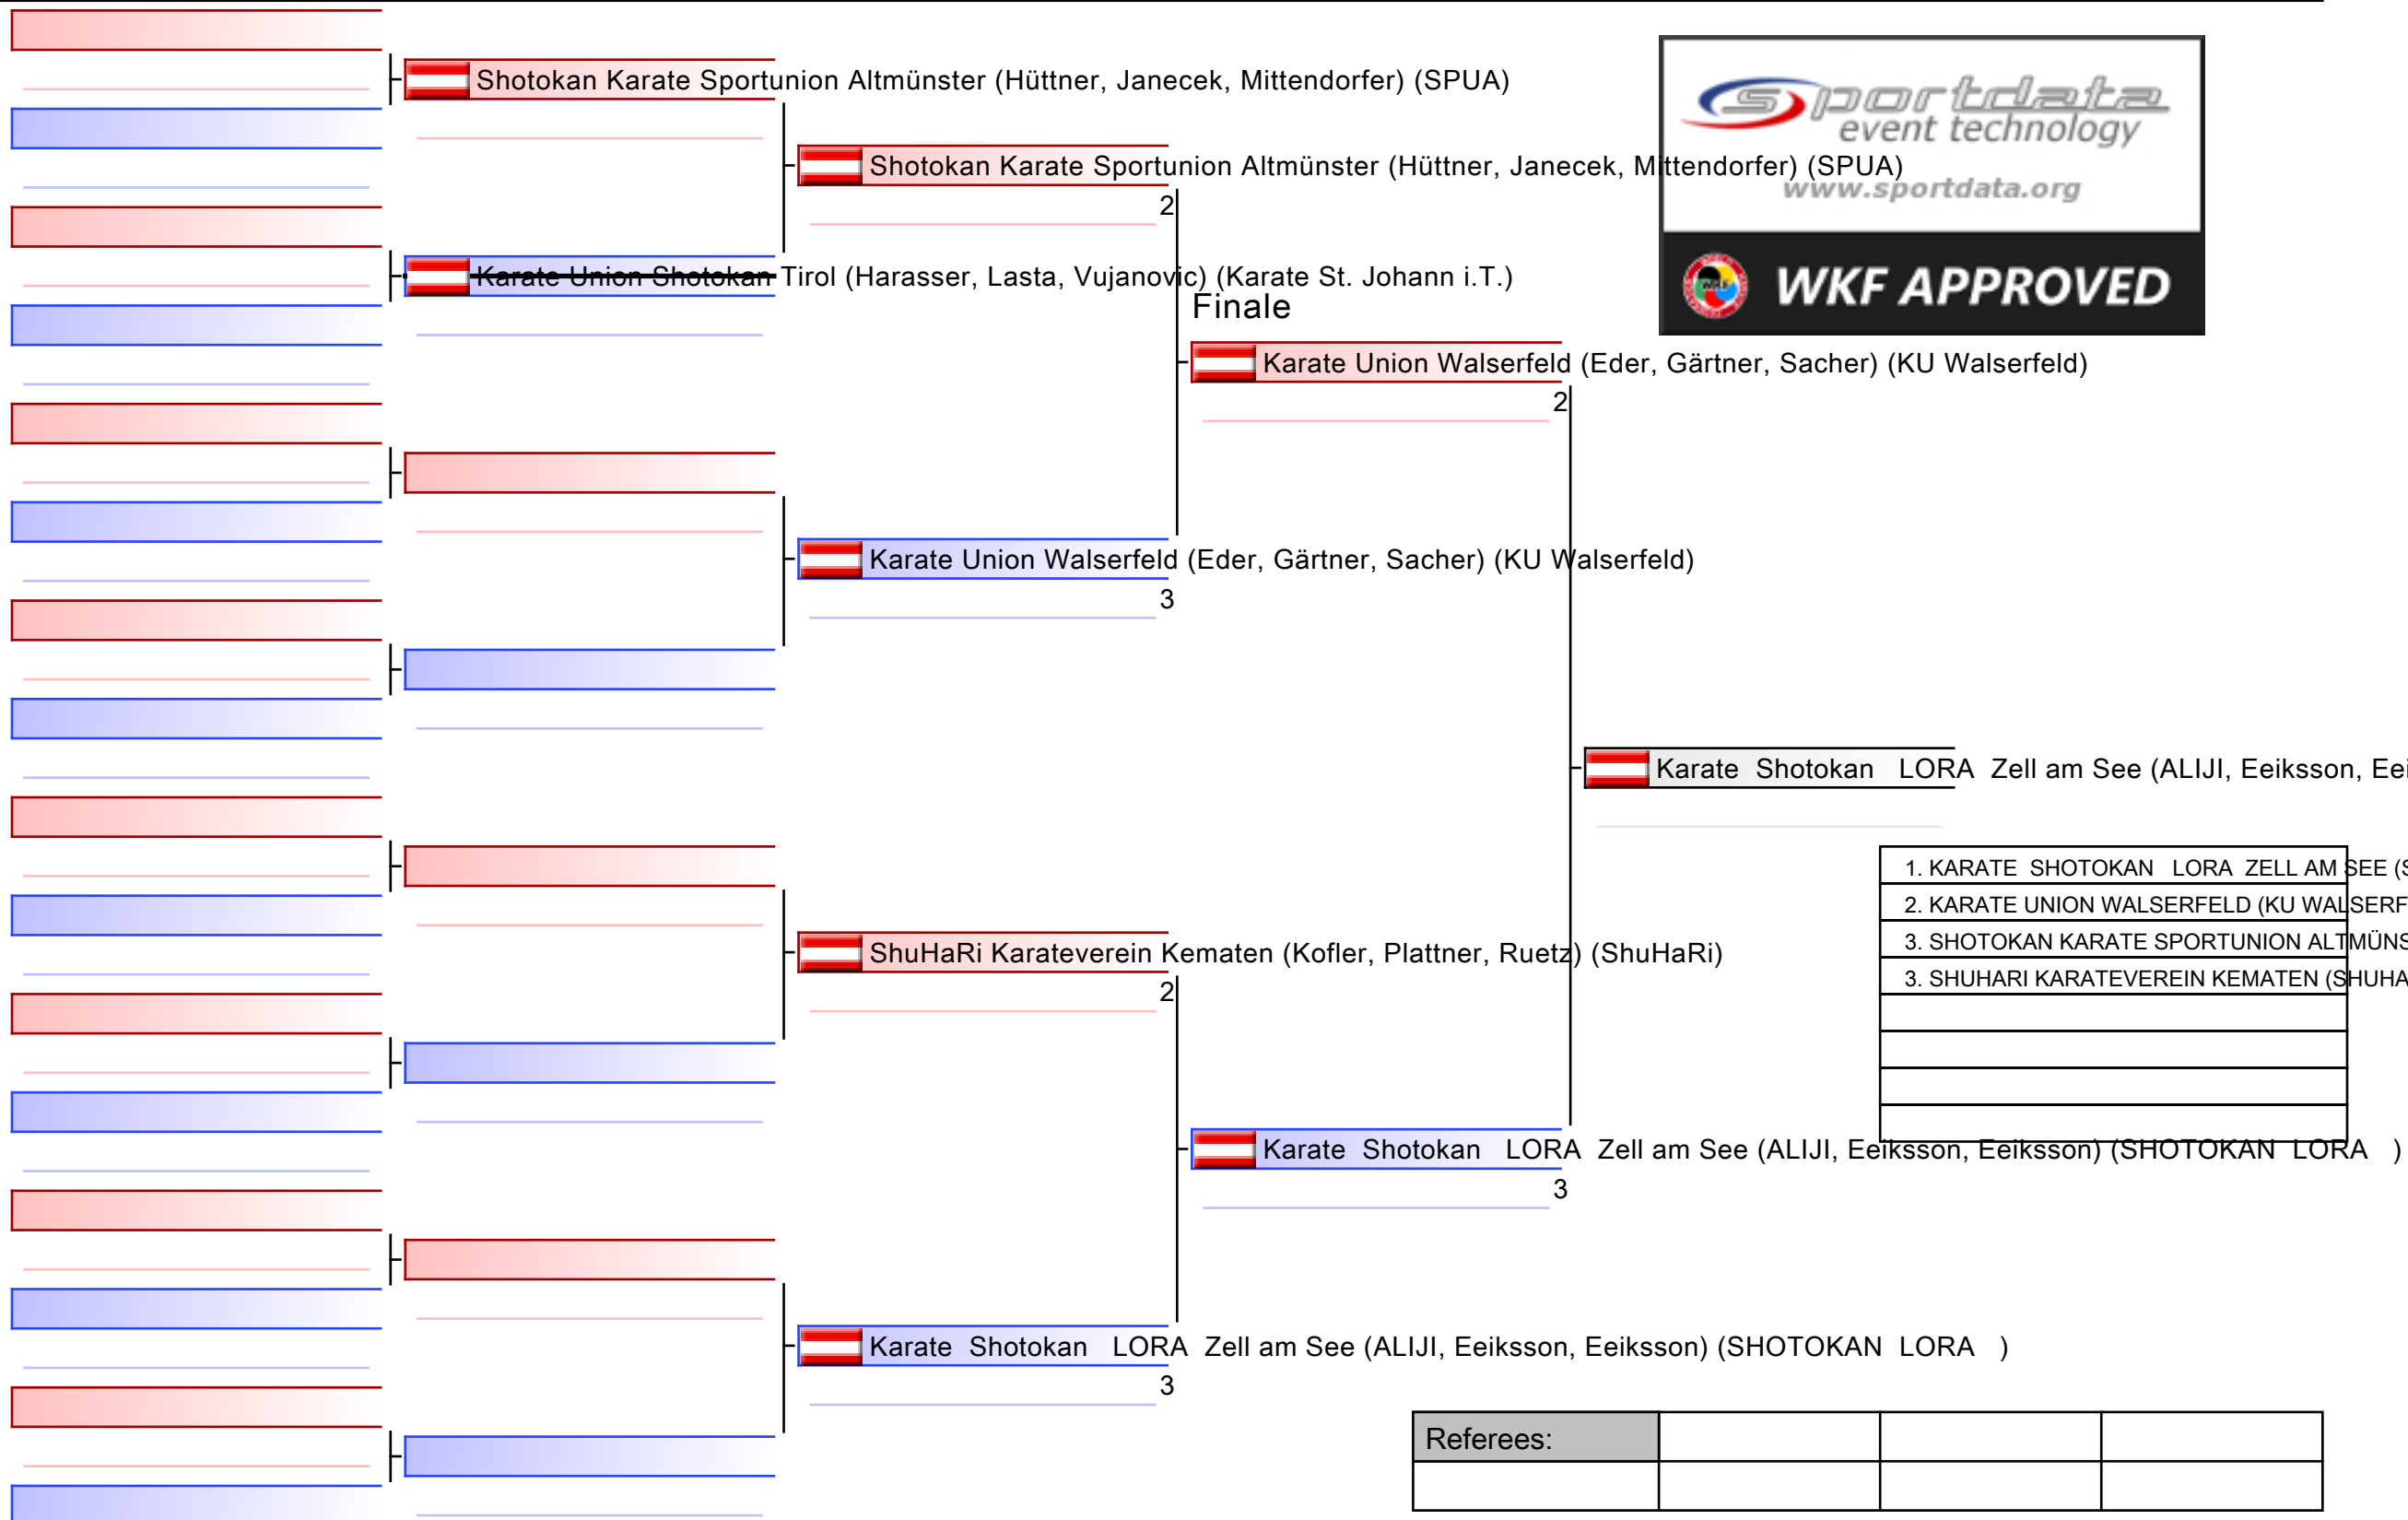 Shotokan Karate Sportunion Altmünster (Hüttner, Janecek, Mittendorfer) (SPUA)
sportdata
event technology
www.sportdata.org
WKF APPROVED
Shotokan Karate Sportunion Altmünster (Hüttner, Janecek, Mittendorfer) (SPUA)
2
Karate Union Shotokan Tirol (Harasser, Lasta, Vujanovic) (Karate St. Johann i.T.)
Finale
Karate Union Walserfeld (Eder, Gärtner, Sacher) (KU Walserfeld)
2
Karate Union Walserfeld (Eder, Gärtner, Sacher) (KU Walserfeld)
3
Karate Shotokan LORA Zell am See (ALIJI, Eeiksson, Eei
1. KARATE SHOTOKAN LORA ZELL AM SEE (S
2. KARATE UNION WALSERFELD (KU WALSERF
3. SHOTOKAN KARATE SPORTUNION ALTMÜNS
3. SHUHARI KARATEVEREIN KEMATEN (SHUHA
ShuHaRi Karateverein Kematen (Kofler, Plattner, Ruetz) (ShuHaRi)
2
Karate Shotokan LORA Zell am See (ALIJI, Eeiksson, Eeiksson) (SHOTOKAN LORA )
3
Karate Shotokan LORA Zell am See (ALIJI, Eeiksson, Eeiksson) (SHOTOKAN LORA )
3
Referees: